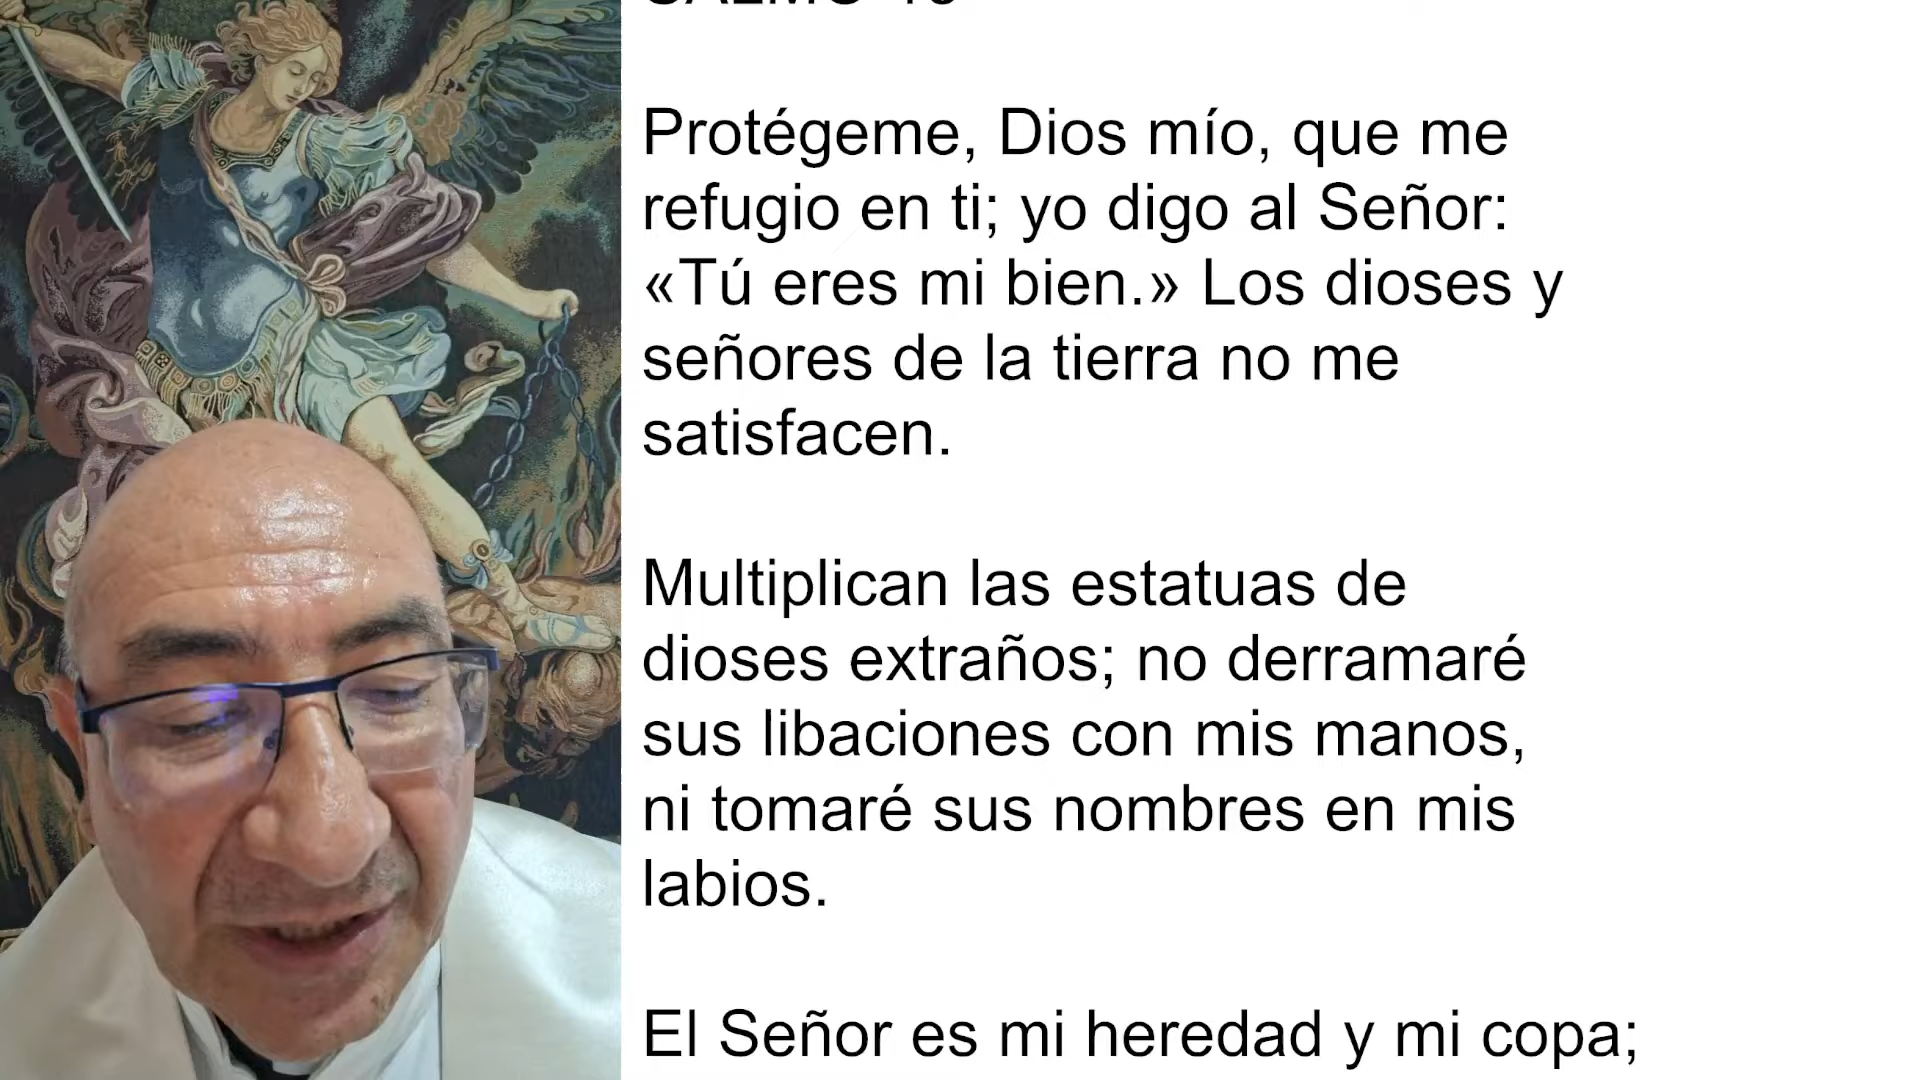 Protégeme, Dios mío, que me
refugio en ti; yo digo al Señor:
«Tú eres mi bien.» Los dioses y
señores de la tierra no me
satisfacen.
Multiplican las estatuas de
dioses extraños; no derramaré
sus libaciones con mis manos,
ni tomaré sus nombres en mis
labios.
El Señor es mi heredad y mi copa;